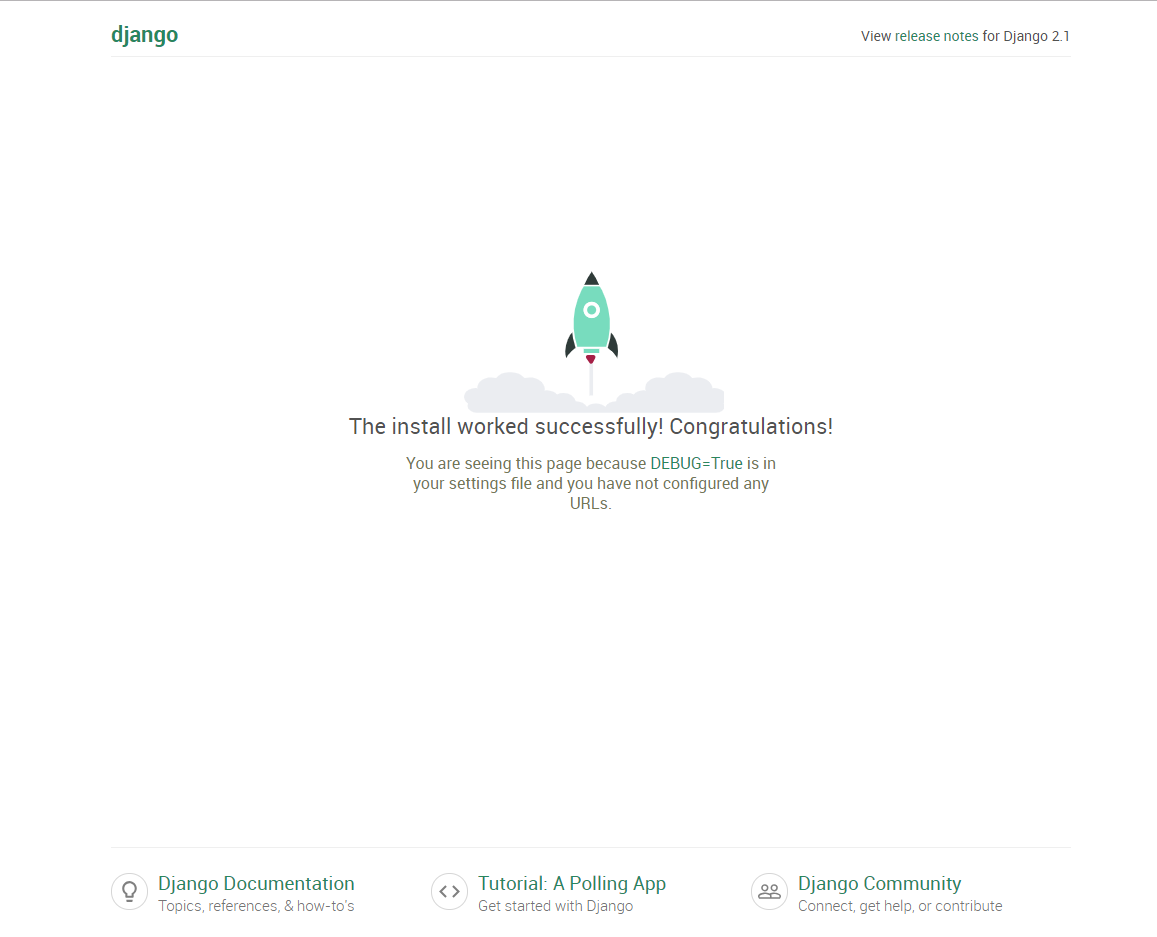 django
View release notes for Django 2.1
The install worked successfully! Congratulations!
You are seeing this page because DEBUG=True is in
your settings file and you have not configured any
URLs.
Django Documentation
Topics, references, & how-to's
Tutorial: A Polling App
Get started with Django
Django Community
Connect, get help, or contribute